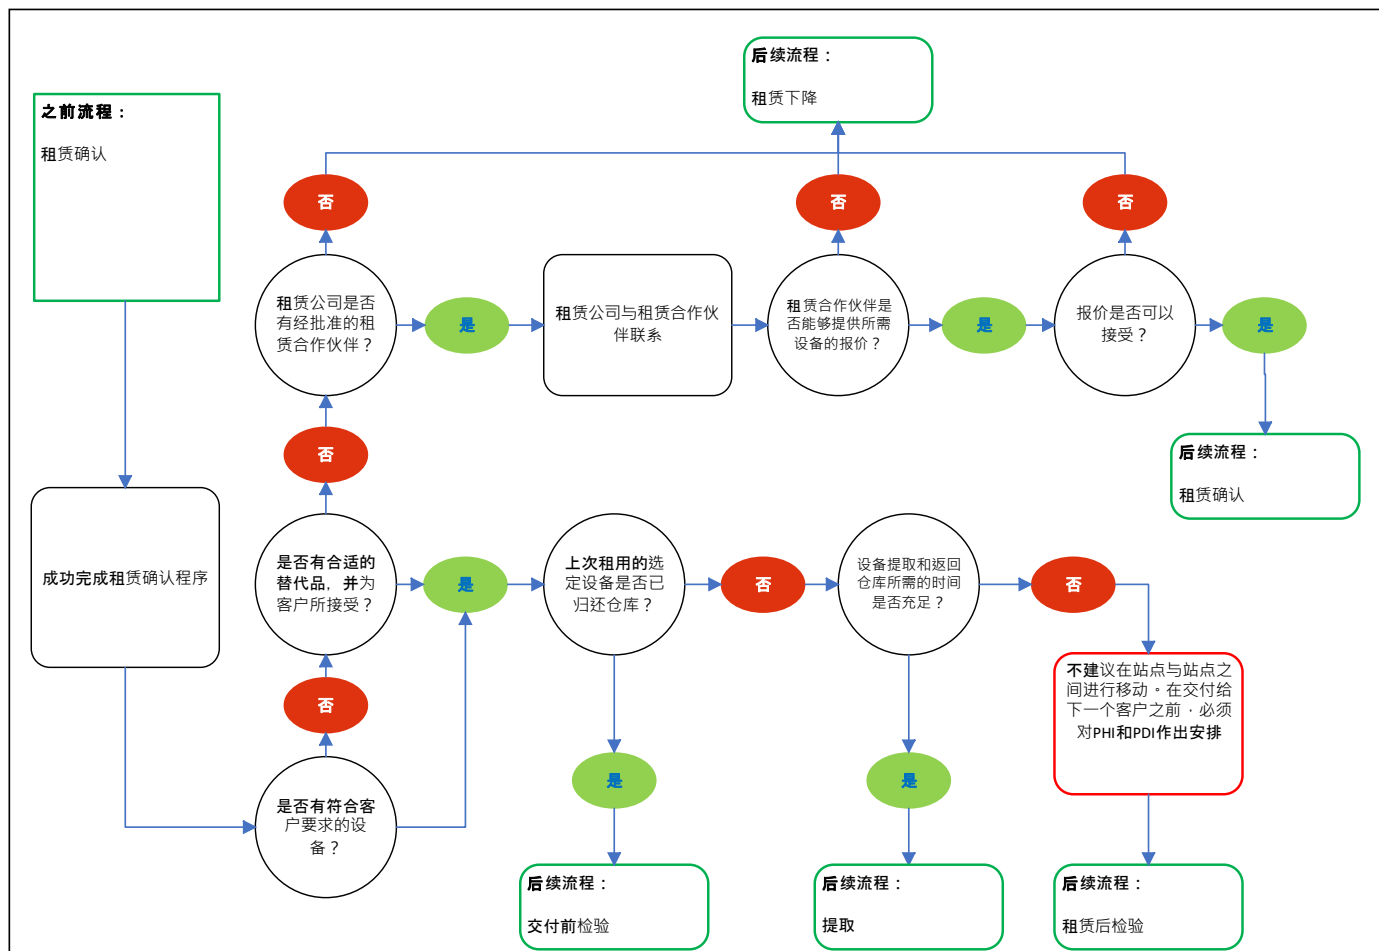 后续流程：
租赁下降
之前流程：
租赁确认
否
否
否
租赁公司是否
有经批准的租
赁合作伙伴？
是
租赁公司与租赁合作伙
伴联系
租赁合作伙伴是
否能够提供所需
设备的报价？
是
报价是否可以
接受？
是
后续流程：
租赁确认
否
成功完成租赁确认程序
是否有合适的
替代品，并为
客户所接受？
是
上次租用的选
定设备是否已
归还仓库？
否
设备提取和返回
仓库所需的时间
是否充足？
否
不建议在站点与站点之
间进行移动。在交付给
下一个客户之前，必须
对PHI和PDI作出安排
否
是否有符合客
户要求的设
备？
是
是
后续流程：
交付前检验
后续流程：
提取
后续流程：
租赁后检验